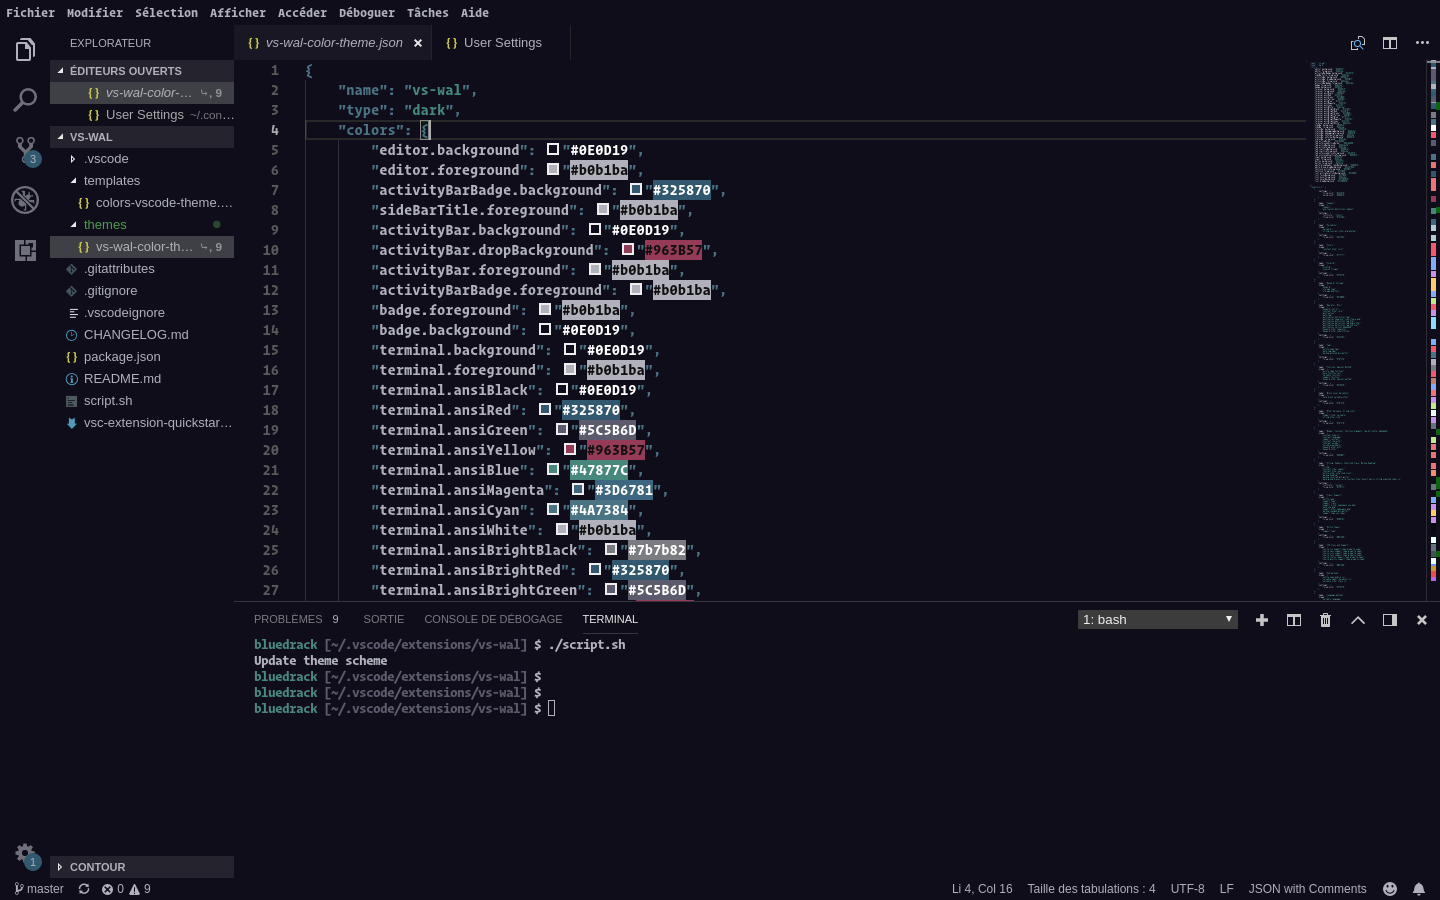 Fichier Modifier Sélection Afficher Accéder Déboguer Tâches Aide
EXPLORATEUR
ÉDITEURS OUVERTS
{} vs-wal-color-... , 9
{} User Settings ~/.con...
VS-WAL
.vscode
templates
{} colors-vscode-theme....
themes
{} vs-wal-color-th... , 9
.gitattributes
.gitignore
.vscodeignore
CHANGELOG.md
{} package.json
README.md
script.sh
vsc-extension-quickstar...
CONTOUR
3
1
{} vs-wal-color-theme.json ×
{} User Settings
1 {
2 "name": "vs-wal",
3 "type": "dark",
4 "colors": {
5 "editor.background": "#0E0D19",
6 "editor.foreground": "#b0b1ba",
7 "activityBarBadge.background": "#325870",
8 "sideBarTitle.foreground": "#b0b1ba",
9 "activityBar.background": "#0E0D19",
10 "activityBar.dropBackground": "#963B57",
11 "activityBar.foreground": "#b0b1ba",
12 "activityBarBadge.foreground": "#b0b1ba",
13 "badge.foreground": "#b0b1ba",
14 "badge.background": "#0E0D19",
15 "terminal.background": "#0E0D19",
16 "terminal.foreground": "#b0b1ba",
17 "terminal.ansiBlack": "#0E0D19",
18 "terminal.ansiRed": "#325870",
19 "terminal.ansiGreen": "#5C5B6D",
20 "terminal.ansiYellow": "#963B57",
21 "terminal.ansiBlue": "#47877C",
22 "terminal.ansiMagenta": "#3D6781",
23 "terminal.ansiCyan": "#4A7384",
24 "terminal.ansiWhite": "#b0b1ba",
25 "terminal.ansiBrightBlack": "#7b7b82",
26 "terminal.ansiBrightRed": "#325870",
27 "terminal.ansiBrightGreen": "#5C5B6D",
PROBLÈMES 9 SORTIE CONSOLE DE DÉBOGAGE TERMINAL 1: bash
bluedrack [~/.vscode/extensions/vs-wal] $ ./script.sh
Update theme scheme
bluedrack [~/.vscode/extensions/vs-wal] $
bluedrack [~/.vscode/extensions/vs-wal] $
bluedrack [~/.vscode/extensions/vs-wal] $
master 0 9 Li 4, Col 16 Taille des tabulations : 4 UTF-8 LF JSON with Comments